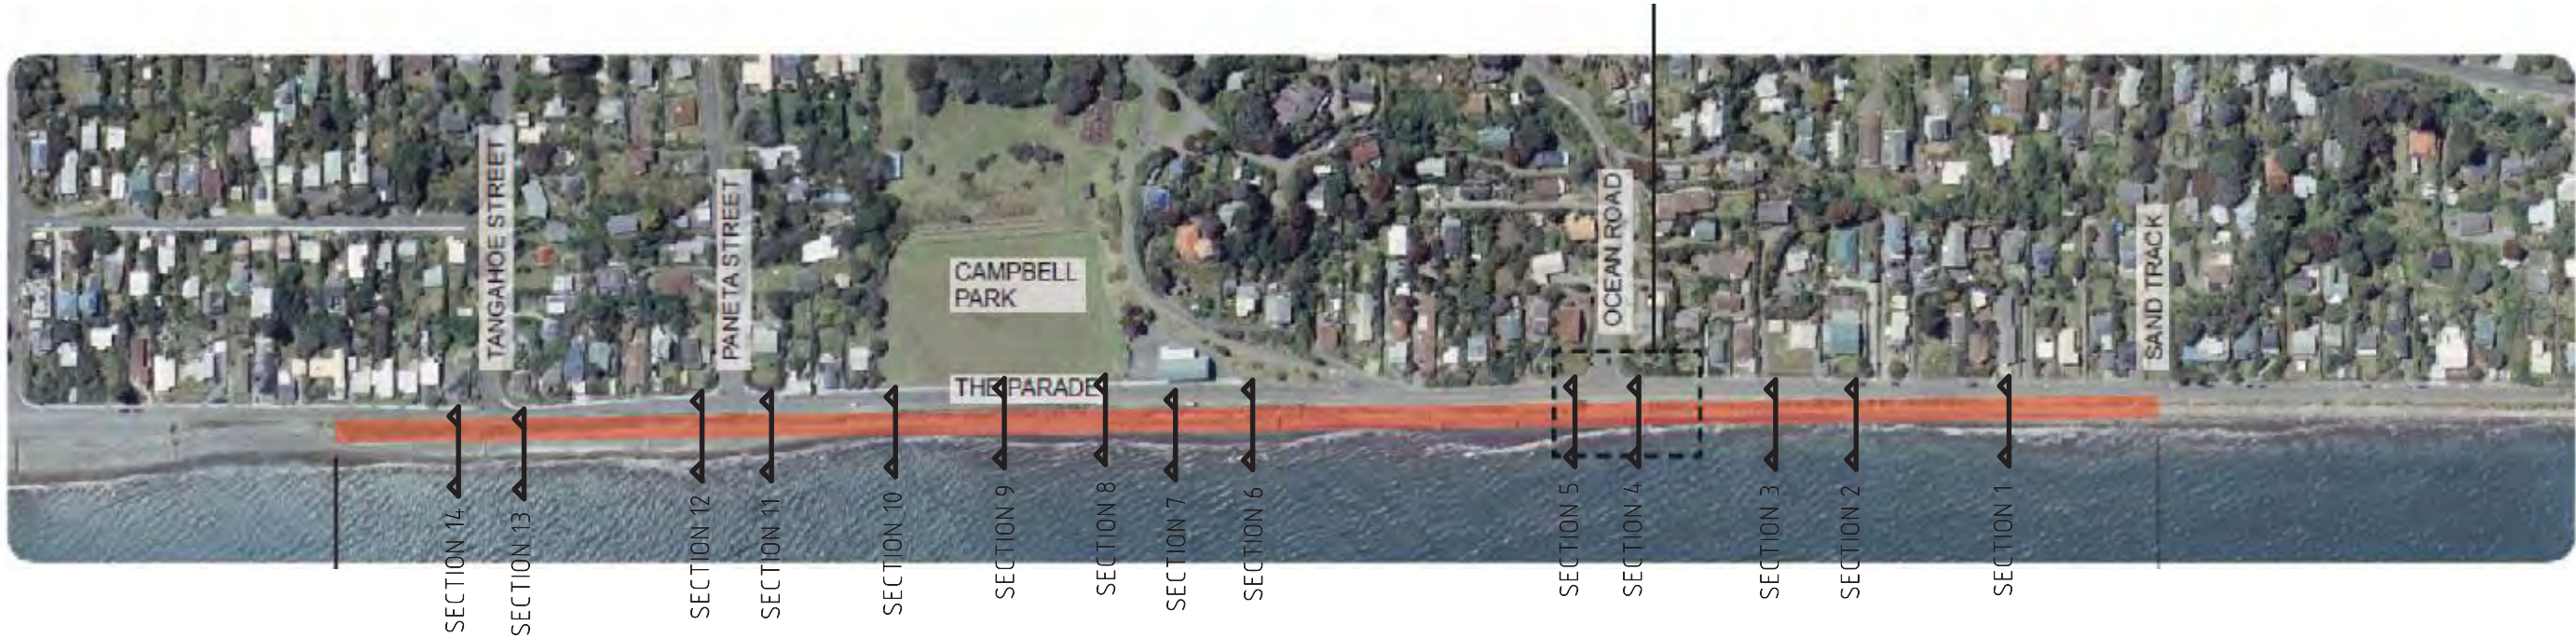 TANGAHOE STREET
PANETA STREET
CAMPBELL
PARK
THE PARADE
OCEAN ROAD
SAND TRACK
SECTION 14
SECTION 13
SECTION 12
SECTION 11
SECTION 10
SECTION 9
SECTION 8
SECTION 7
SECTION 6
SECTION 5
SECTION 4
SECTION 3
SECTION 2
SECTION 1